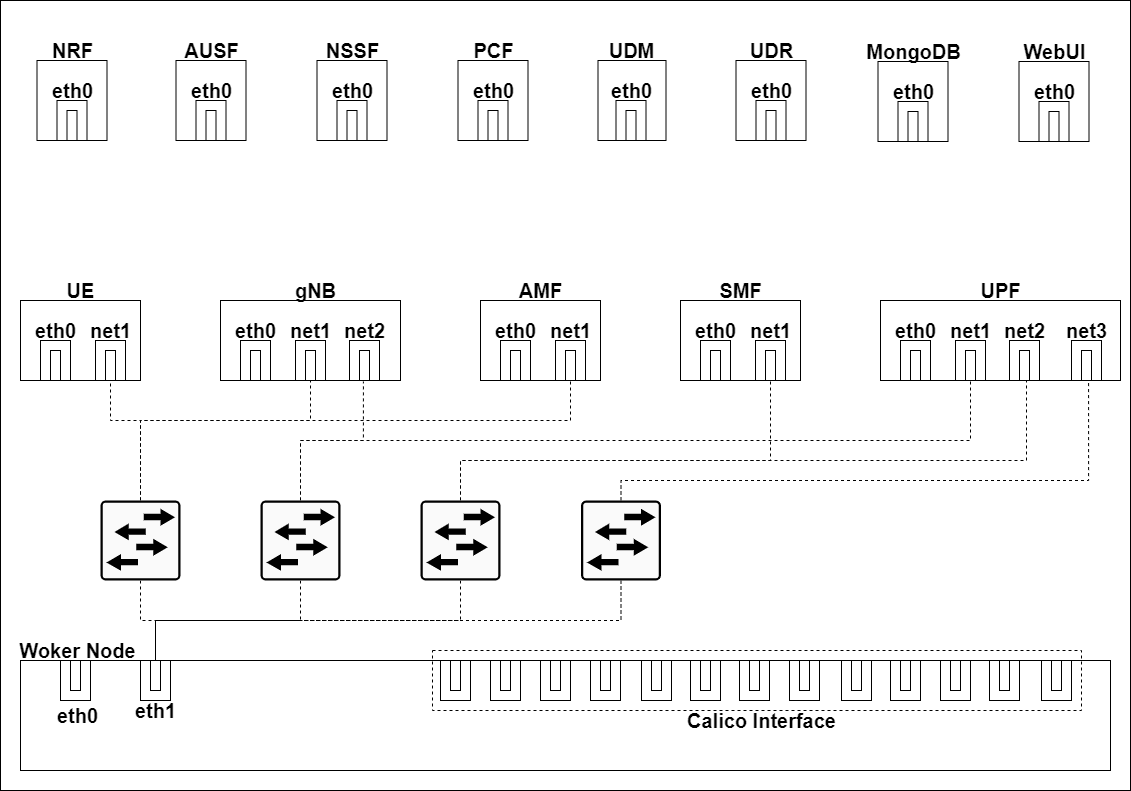 NRF AUSF NSSF PCF UDM UDR MongoDB WebUI
eth0 eth0 eth0 eth0 eth0 eth0 eth0 eth0
UE gNB AMF SMF UPF
eth0 net1 eth0 net1 net2 eth0 net1 eth0 net1 eth0 net1 net2 net3
Woker Node
eth0 eth1
Calico Interface